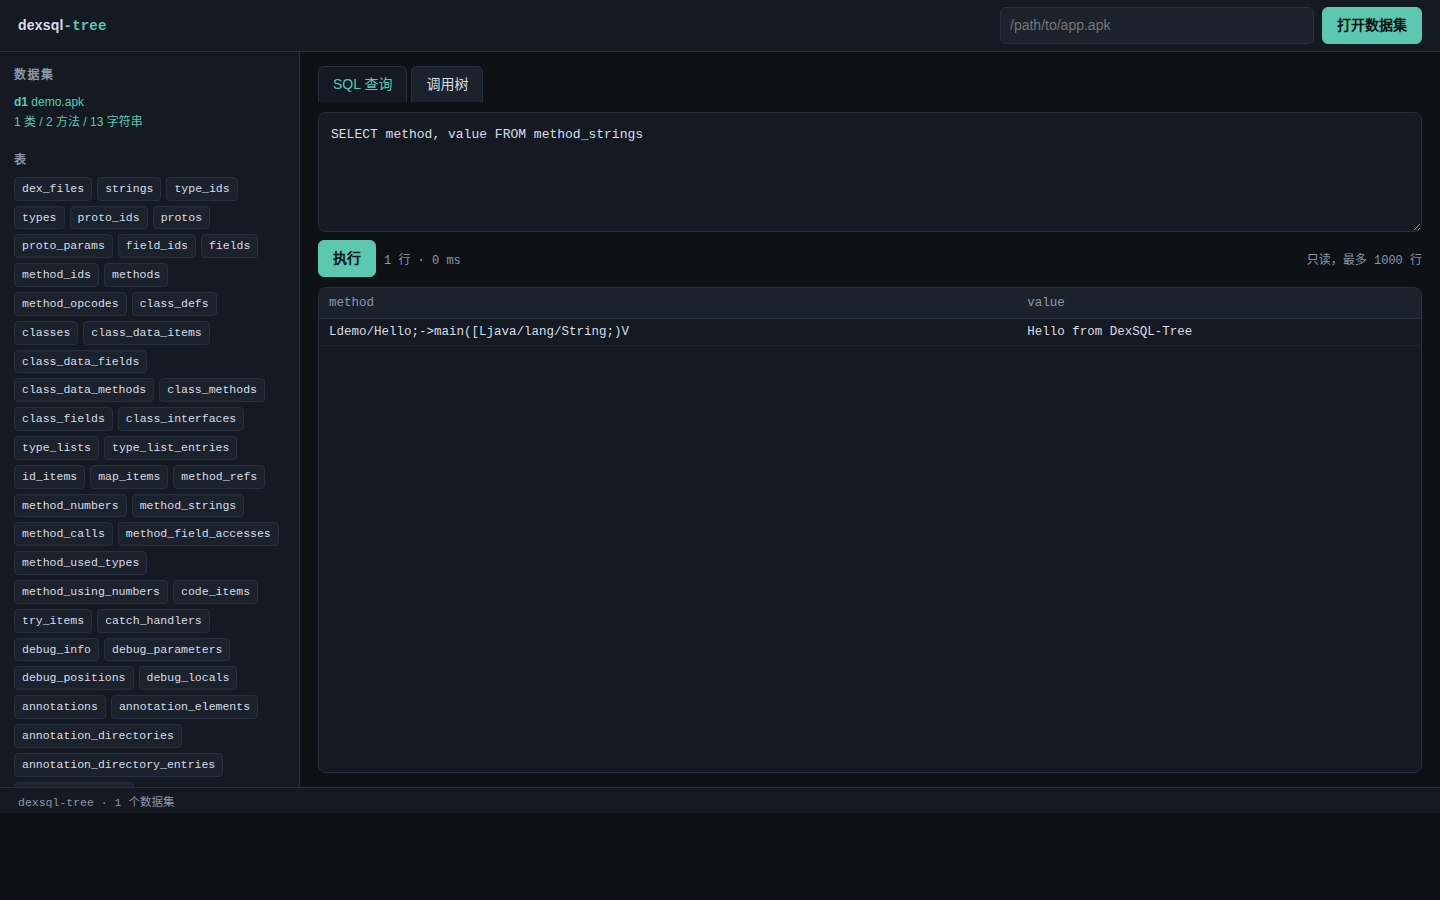 dexsql-tree
/path/to/app.apk
打开数据集
数据集
d1 demo.apk
1 类 / 2 方法 / 13 字符串
表
dex_files strings type_ids
types proto_ids protos
proto_params field_ids fields
method_ids methods
method_opcodes class_defs
classes class_data_items
class_data_fields
class_data_methods class_methods
class_fields class_interfaces
type_lists type_list_entries
id_items map_items method_refs
method_numbers method_strings
method_calls method_field_accesses
method_used_types
method_using_numbers code_items
try_items catch_handlers
debug_info debug_parameters
debug_positions debug_locals
annotations annotation_elements
annotation_directories
annotation_directory_entries
SQL 查询 调用树
SELECT method, value FROM method_strings
执行 1 行 · 0 ms 只读，最多 1000 行
method value
Ldemo/Hello;->main([Ljava/lang/String;)V Hello from DexSQL-Tree
dexsql-tree · 1 个数据集